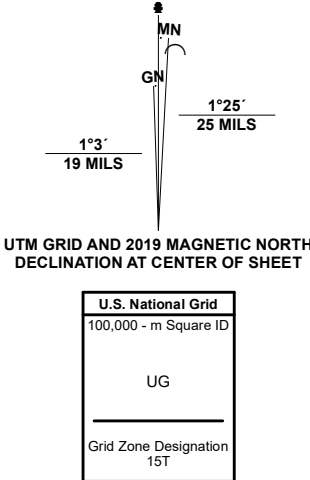 MN
GN
1°25´
25 MILS
1°3´
19 MILS
UTM GRID AND 2019 MAGNETIC NORTH
DECLINATION AT CENTER OF SHEET
U.S. National Grid
100,000 - m Square ID
UG
Grid Zone Designation
15T